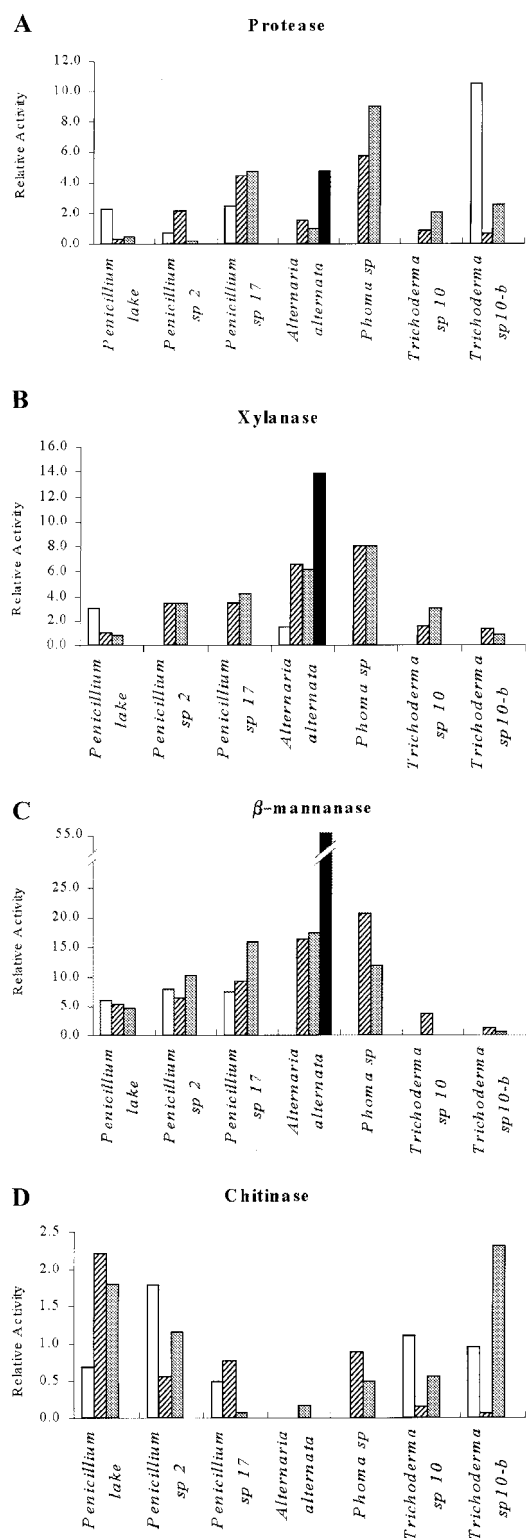 A
Protease
Relative Activity
12.0
10.0
8.0
6.0
4.0
2.0
0.0
Penicillium lake
Penicillium sp 2
Penicillium sp 17
Alternaria alternata
Phoma sp
Trichoderma sp 10
Trichoderma sp10-b
B
Xylanase
Relative Activity
16.0
14.0
12.0
10.0
8.0
6.0
4.0
2.0
0.0
Penicillium lake
Penicillium sp 2
Penicillium sp 17
Alternaria alternata
Phoma sp
Trichoderma sp 10
Trichoderma sp10-b
C
β-mannanase
Relative Activity
55.0
25.0
20.0
15.0
10.0
5.0
0.0
Penicillium lake
Penicillium sp 2
Penicillium sp 17
Alternaria alternata
Phoma sp
Trichoderma sp 10
Trichoderma sp10-b
D
Chitinase
Relative Activity
2.5
2.0
1.5
1.0
0.5
0.0
Penicillium lake
Penicillium sp 2
Penicillium sp 17
Alternaria alternata
Phoma sp
Trichoderma sp 10
Trichoderma sp10-b